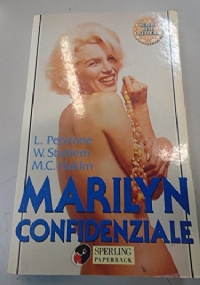 L. Pepitone
W. Stadiem
M.C.
MARILYN
CONFIDENZIALE
SPERLING
PAPERBACK